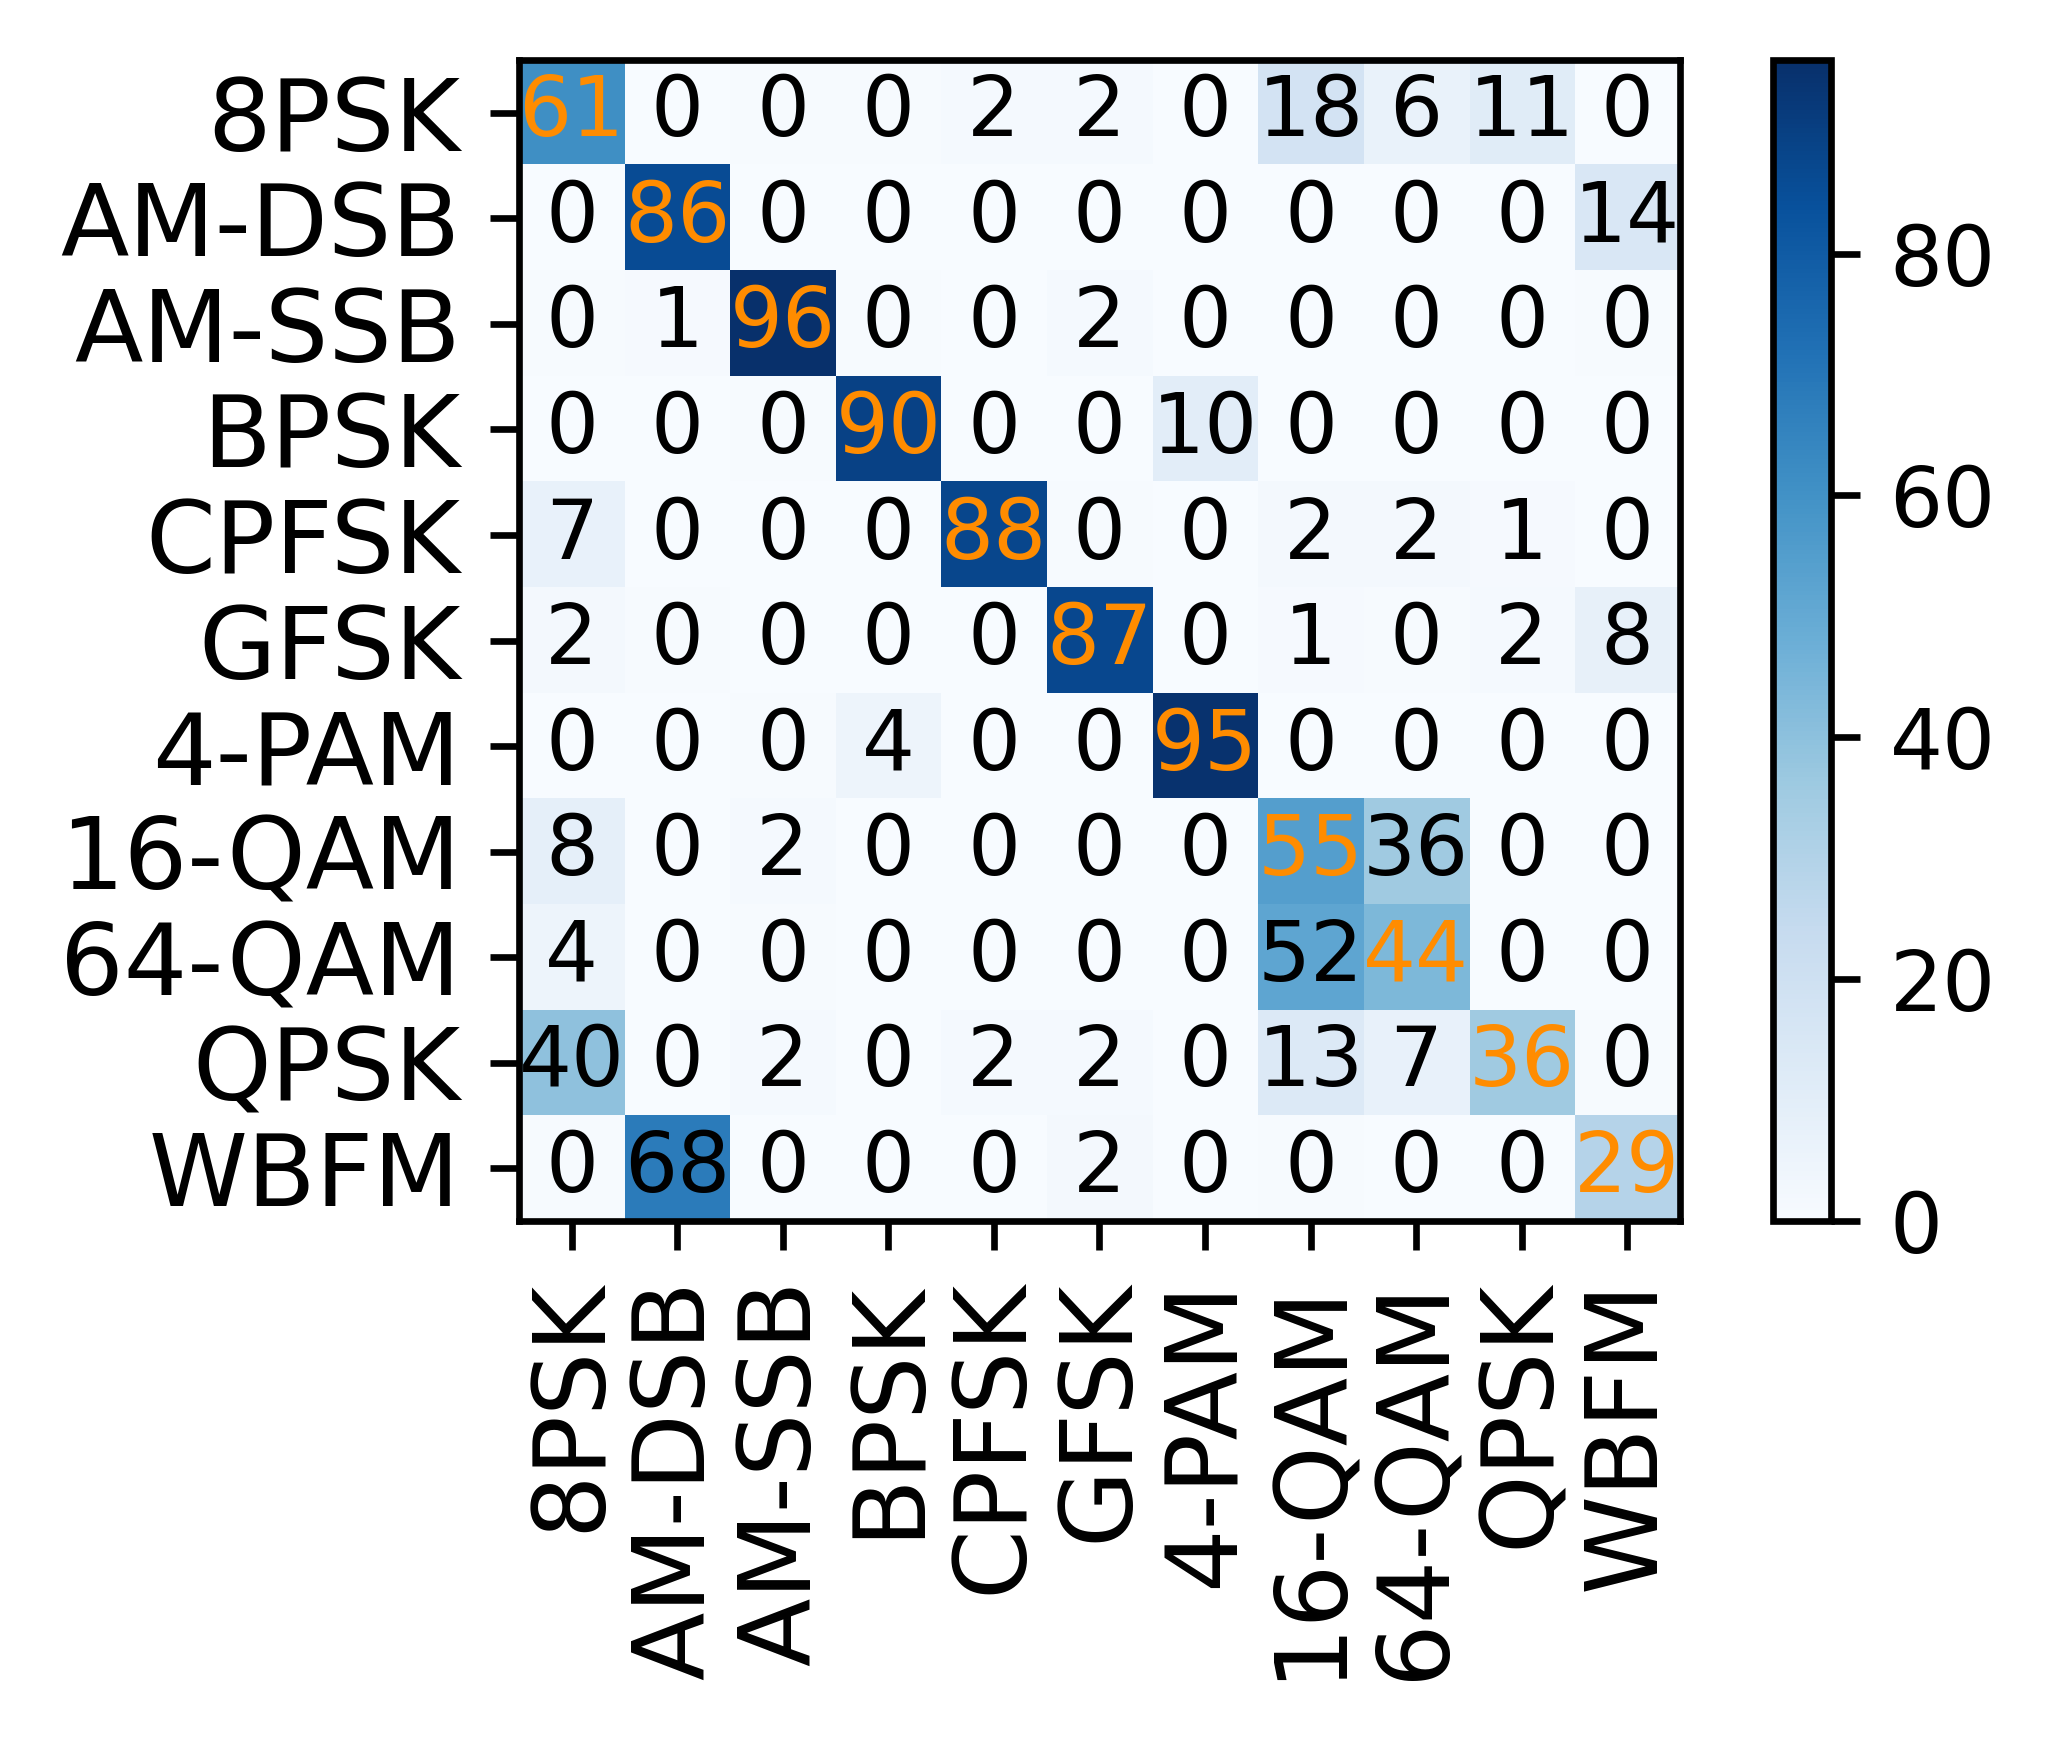 8PSK 61 0 0 0 2 2 0 18 6 11 0
AM-DSB 0 86 0 0 0 0 0 0 0 0 14
AM-SSB 0 1 96 0 0 2 0 0 0 0 0
BPSK 0 0 0 90 0 0 10 0 0 0 0
CPFSK 7 0 0 0 88 0 0 2 2 1 0
GFSK 2 0 0 0 0 87 0 1 0 2 8
4-PAM 0 0 0 4 0 0 95 0 0 0 0
16-QAM 8 0 2 0 0 0 0 55 36 0 0
64-QAM 4 0 0 0 0 0 0 52 44 0 0
QPSK 40 0 2 0 2 2 0 13 7 36 0
WBFM 0 68 0 0 0 2 0 0 0 0 29
8PSK
AM-DSB
AM-SSB
BPSK
CPFSK
GFSK
4-PAM
16-QAM
64-QAM
QPSK
WBFM
80
60
40
20
0